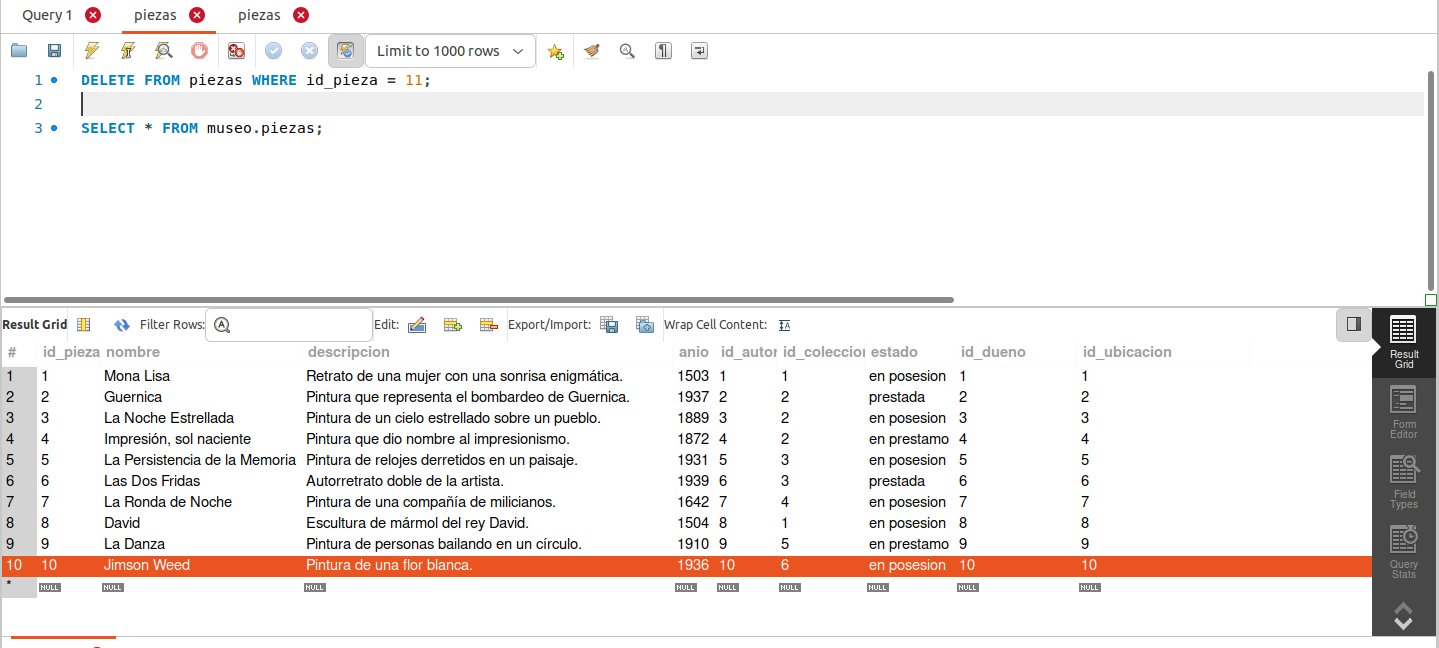 Query 1 piezas piezas
Limit to 1000 rows
1 DELETE FROM piezas WHERE id_pieza = 11;
2
3 SELECT * FROM museo.piezas;
Result Grid Filter Rows: Edit: Export/Import: Wrap Cell Content:
# id_pieza nombre descripcion anio id_autor id_coleccion estado id_dueno id_ubicacion
1 1 Mona Lisa Retrato de una mujer con una sonrisa enigmática. 1503 1 1 en posesion 1 1
2 2 Guernica Pintura que representa el bombardeo de Guernica. 1937 2 2 prestada 2 2
3 3 La Noche Estrellada Pintura de un cielo estrellado sobre un pueblo. 1889 3 2 en posesion 3 3
4 4 Impresión, sol naciente Pintura que dio nombre al impresionismo. 1872 4 2 en prestamo 4 4
5 5 La Persistencia de la Memoria Pintura de relojes derretidos en un paisaje. 1931 5 3 en posesion 5 5
6 6 Las Dos Fridas Autorretrato doble de la artista. 1939 6 3 prestada 6 6
7 7 La Ronda de Noche Pintura de una compañía de milicianos. 1642 7 4 en posesion 7 7
8 8 David Escultura de mármol del rey David. 1504 8 1 en posesion 8 8
9 9 La Danza Pintura de personas bailando en un círculo. 1910 9 5 en prestamo 9 9
10 10 Jimson Weed Pintura de una flor blanca. 1936 10 6 en posesion 10 10
* NULL NULL NULL NULL NULL NULL NULL NULL NULL
Result
Grid
Form
Editor
Field
Types
Query
Stats